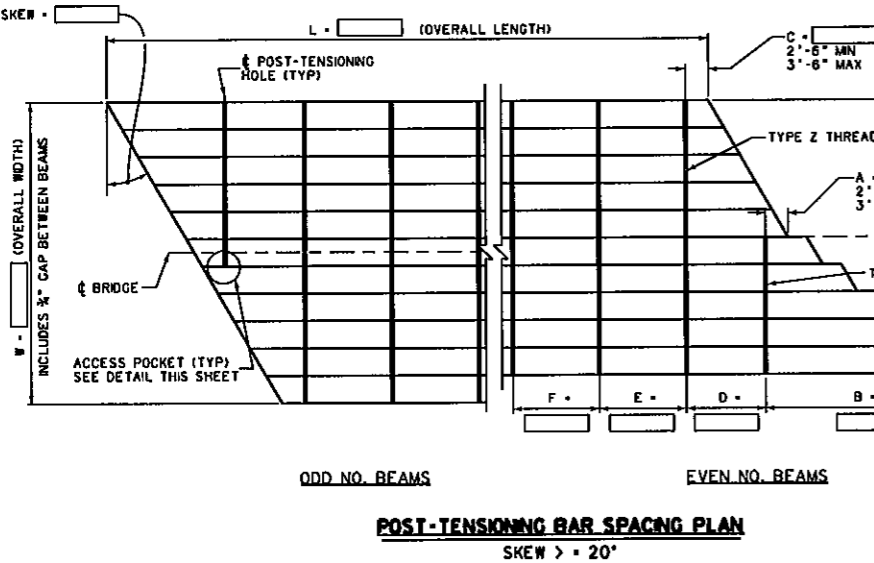 SKEW =
L = (OVERALL LENGTH)
C =
2'-6" MIN
3'-6" MAX
℄ POST-TENSIONING
HOLE (TYP)
TYPE Z THREAD
A =
2'
3'
W = (OVERALL WIDTH)
INCLUDES ¾" GAP BETWEEN BEAMS
℄ BRIDGE
T
ACCESS POCKET (TYP)
SEE DETAIL THIS SHEET
F = E = D = B =
ODD NO. BEAMS EVEN NO. BEAMS
POST-TENSIONING BAR SPACING PLAN
SKEW > = 20°